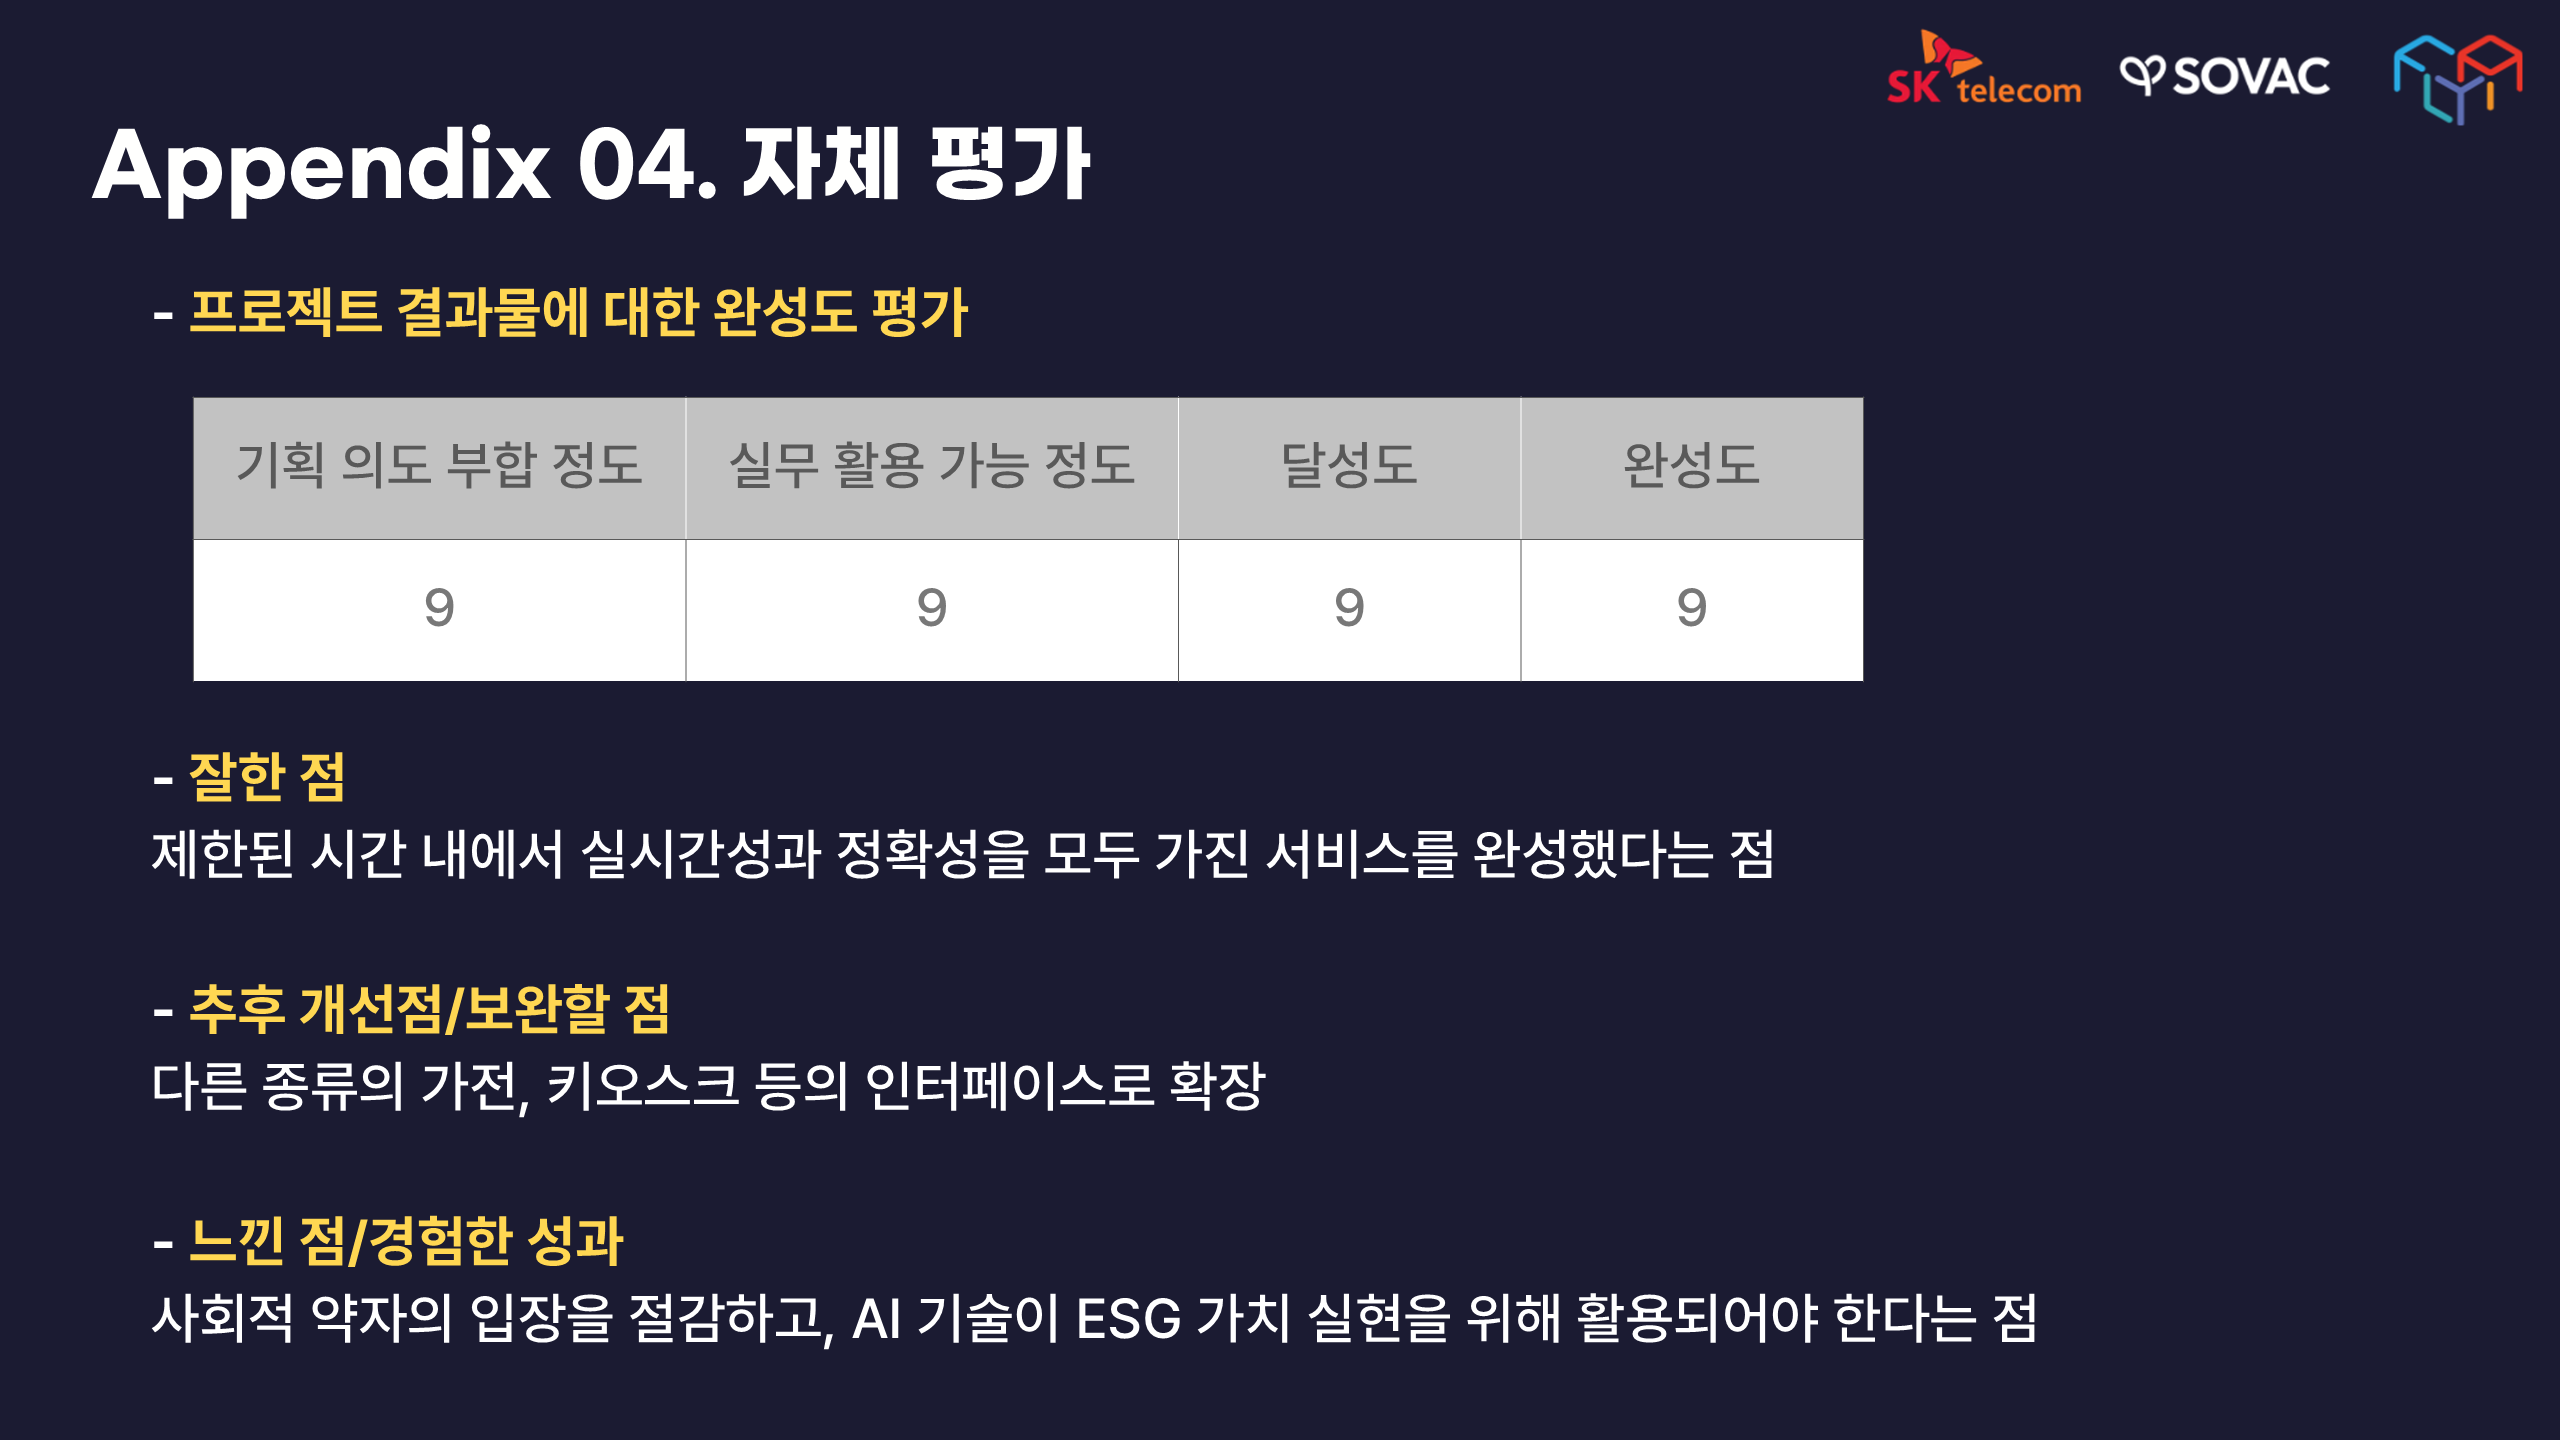 SK telecom
SOVAC
Appendix 04. 자체 평가
- 프로젝트 결과물에 대한 완성도 평가
기획 의도 부합 정도 실무 활용 가능 정도 달성도 완성도
9 9 9 9
- 잘한 점
제한된 시간 내에서 실시간성과 정확성을 모두 가진 서비스를 완성했다는 점
- 추후 개선점/보완할 점
다른 종류의 가전, 키오스크 등의 인터페이스로 확장
- 느낀 점/경험한 성과
사회적 약자의 입장을 절감하고, AI 기술이 ESG 가치 실현을 위해 활용되어야 한다는 점